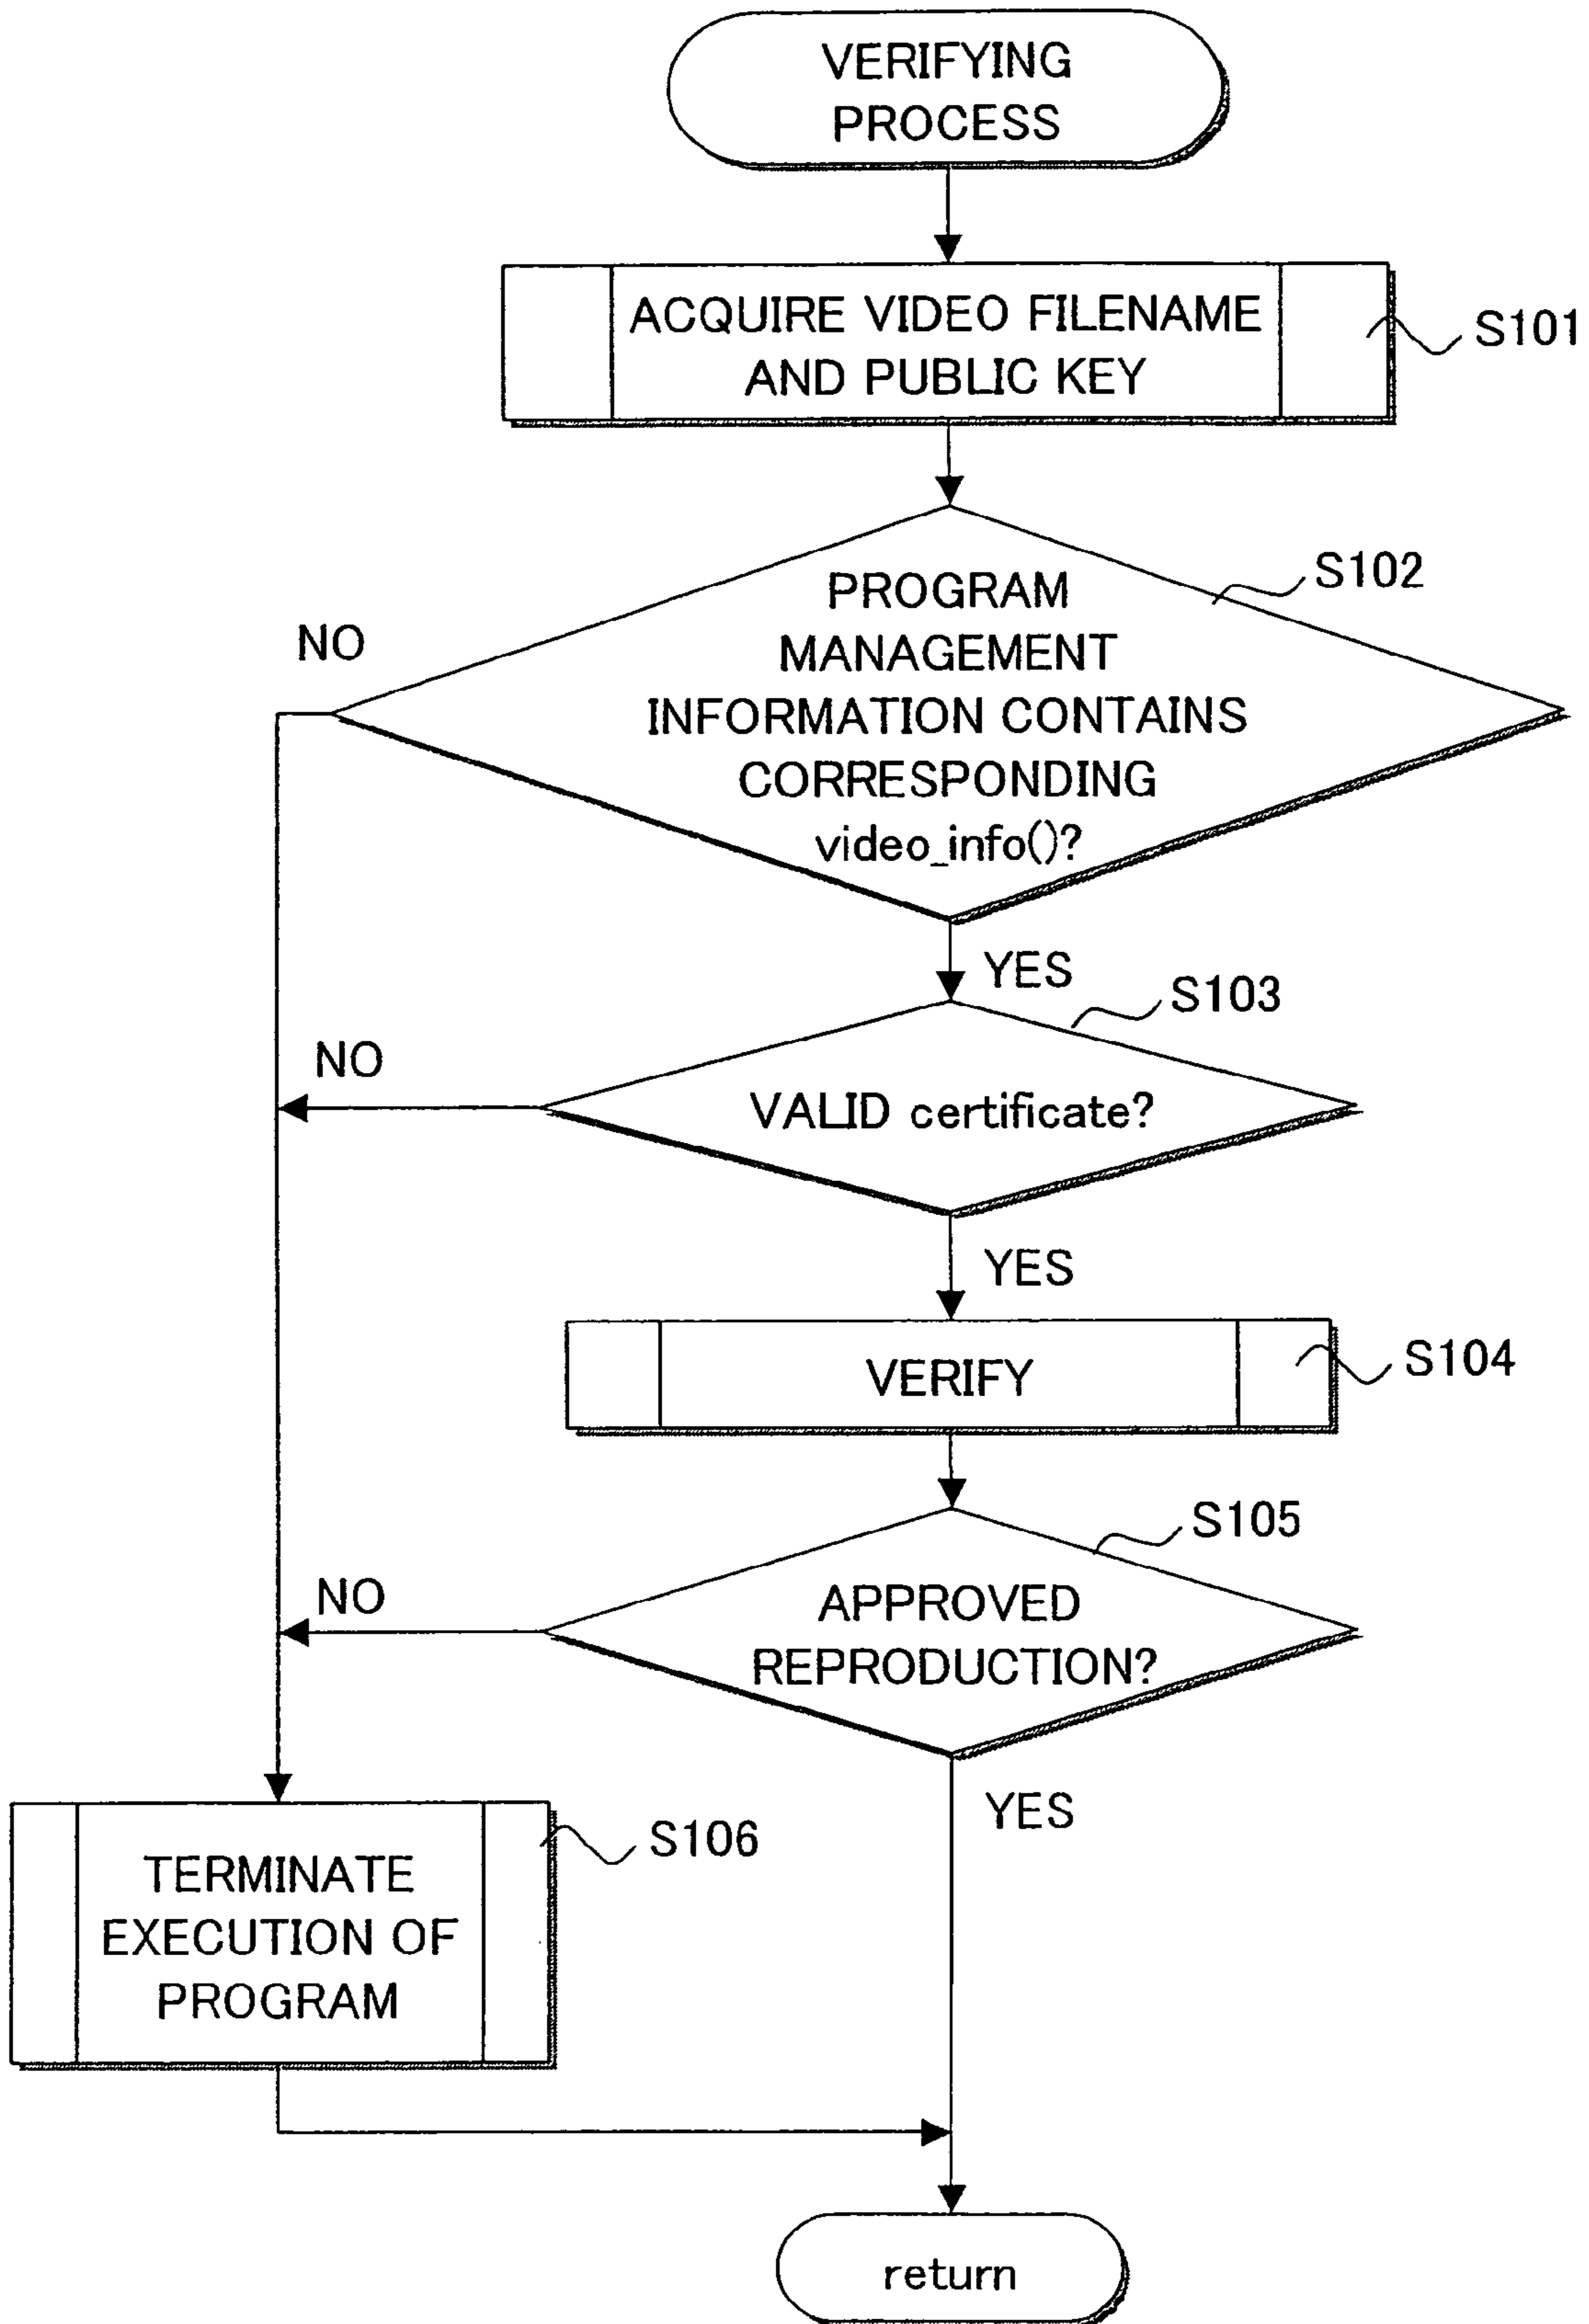 VERIFYING
PROCESS
ACQUIRE VIDEO FILENAME
AND PUBLIC KEY
S101
PROGRAM
MANAGEMENT
INFORMATION CONTAINS
CORRESPONDING
video_info()?
S102
NO
YES
S103
NO
VALID certificate?
YES
VERIFY
S104
S105
NO
APPROVED
REPRODUCTION?
YES
TERMINATE
EXECUTION OF
PROGRAM
S106
return